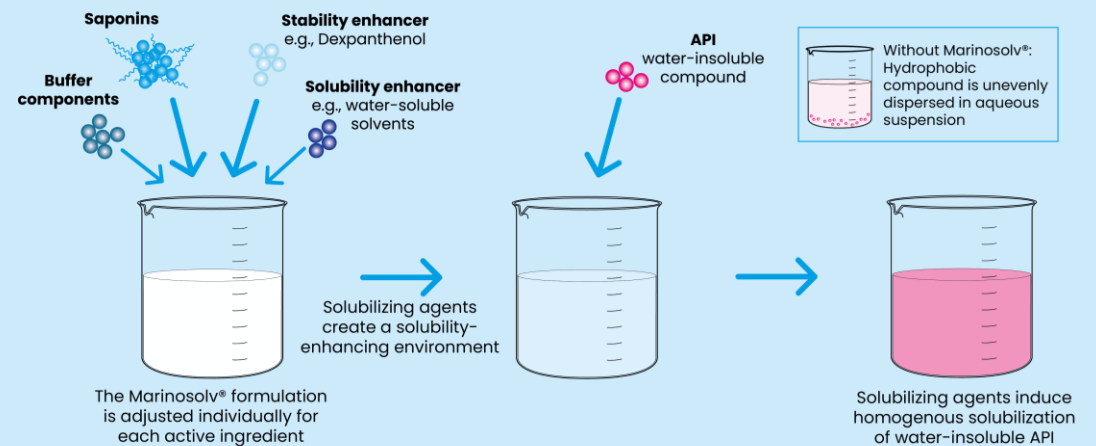 Saponins
Stability enhancer
e.g., Dexpanthenol
Buffer
components
Solubility enhancer
e.g., water-soluble
solvents
API
water-insoluble
compound
Without Marinosolv®:
Hydrophobic
compound is unevenly
dispersed in aqueous
suspension
Solubilizing agents
create a solubility-
enhancing environment
The Marinosolv® formulation
is adjusted individually for
each active ingredient
Solubilizing agents induce
homogenous solubilization
of water-insoluble API